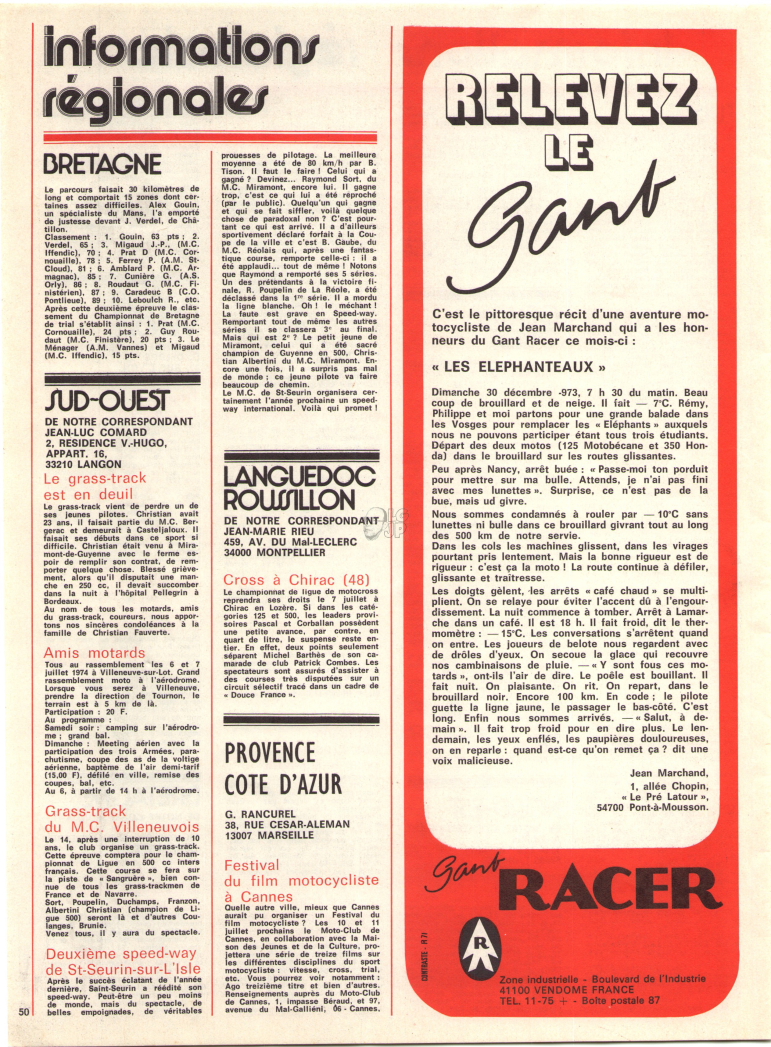 informations
régionales
BRETAGNE
Le parcours faisait 30 kilomètres de
long et comportait 15 zones dont cer-
taines assez difficiles. Alex Gouin,
un spécialiste du Mans, l'a emporté
de justesse devant J. Verdel, de Châ-
tillon.
Classement : 1. Gouin, 63 pts ; 2.
Verdel, 65 ; 3. Migaud J.-P., (M.C.
Iffendic), 70 ; 4. Prat D (M.C. Cor-
nouaille). 78 ; 5. Ferrey P. (A.M. St-
Cloud), 81 ; 6. Amblard P. (M.C. Ar-
magnac), 85 ; 7. Cunière G. (A.S.
Orly), 86 ; 8. Roudaut G. (M.C. Fi-
nistérien), 87 ; 9. Caradeuc B (C.O.
Pontlieue), 89 ; 10. Leboulch R., etc.
Après cette deuxième épreuve le clas-
sement du Championnat de Bretagne
de trial s'établit ainsi : 1. Prat (M.C.
Cornouaille), 24 pts ; 2. Guy Rou-
daut (M.C. Finistère), 20 pts ; 3. Le
Ménager (A.M. Vannes) et Migaud
(M.C. Iffendic), 15 pts.
SUD-OUEST
DE NOTRE CORRESPONDANT
JEAN-LUC COMARD
2, RESIDENCE V.-HUGO,
APPART. 16,
33210 LANGON
Le grass-track
est en deuil
Le grass-track vient de perdre un de
ses jeunes pilotes. Christian avait
23 ans, il faisait partie du M.C. Ber-
gerac et demeurait à Casteljaloux. Il
faisait ses débuts dans ce sport si
difficile. Christian était venu à Mira-
mont-de-Guyenne avec le ferme es-
poir de remplir son contrat, de rem-
porter quelque chose. Blessé griève-
ment, alors qu'il disputait une man-
che en 250 cc, il devait succomber
dans la nuit à l'hôpital Pellegrin à
Bordeaux.
Au nom de tous les motards, amis
du grass-track, coureurs, nous appor-
tons nos sincères condoléances à la
famille de Christian Fauverte.
Amis motards
Tous au rassemblement les 6 et 7
juillet 1974 à Villeneuve-sur-Lot. Grand
rassemblement moto à l'aérodrome.
Lorsque vous serez à Villeneuve,
prendre la direction de Tournon, le
terrain est à 5 km de là.
Participation : 20 F.
Au programme :
Samedi soir : camping sur l'aérodro-
me ; grand bal.
Dimanche : Meeting aérien avec la
participation des trois Armées, para-
chutisme, coupe des as de la voltige
aérienne, baptême de l'air demi-tarif
(15,00 F), défilé en ville, remise des
coupes, bal, etc.
Au 6, à partir de 14 h à l'aérodrome.
Grass-track
du M.C. Villeneuvois
Le 14, après une interruption de 10
ans, le club organise un grass-track.
Cette épreuve comptera pour le cham-
pionnat de Ligue en 500 cc inters
français. Cette course se fera sur
la piste de « Sangruère », bien con-
nue de tous les grass-trackmen de
France et de Navarre.
Sort, Poupelin, Duchamps, Franzon,
Albertini Christian (champion de Li-
gue 500) seront là et d'autres Cou-
langes, Brunie.
Venez tous, il y aura du spectacle.
Deuxième speed-way
de St-Seurin-sur-L'Isle
Après le succès éclatant de l'année
dernière, Saint-Seurin a réédité son
speed-way. Peut-être un peu moins
de monde, mais du spectacle, de
belles empoignades, de véritables
50
prouesses de pilotage. La meilleure
moyenne a été de 80 km/h par B.
Tison. Il faut le faire ! Celui qui a
gagné ? Devinez... Raymond Sort, du
M.C. Miramont, encore lui. Il gagne
trop, c'est ce qui lui a été réproché
(par le public). Quelqu'un qui gagne
et qui se fait siffler, voilà quelque
chose de paradoxal non ? C'est pour-
tant ce qui est arrivé. Il a d'ailleurs
sportivement déclaré forfait à la Cou-
pe de la ville et c'est B. Gaube, du
M.C. Réolais qui, après une fantas-
tique course, remporte celle-ci : il a
été applaudi... tout de même ! Notons
que Raymond a remporté ses 5 séries.
Un des prétendants à la victoire fi-
nale, R. Poupelin de La Réole, a été
déclassé dans la 1re série. Il a mordu
la ligne blanche. Oh ! le méchant !
La faute est grave en Speed-way.
Remportant tout de même les autres
séries il se classera 3e au final.
Mais qui est 2e ? Le petit jeune de
Miramont, celui qui a été sacré
champion de Guyenne en 500, Chris-
tian Albertini du M.C. Miramont. En-
core une fois, il a surpris pas mal
de monde ; ce jeune pilote va faire
beaucoup de chemin.
Le M.C. de St-Seurin organisera cer-
tainement l'année prochaine un speed-
way international. Voilà qui promet !
LANGUEDOC
ROUSSILLON
DE NOTRE CORRESPONDANT
JEAN-MARIE RIEU
459, AV. DU Mal-LECLERC
34000 MONTPELLIER
Cross à Chirac (48)
Le championnat de ligue de motocross
reprendra ses droits le 7 juillet à
Chirac en Lozère. Si dans les caté-
gories 125 et 500, les leaders provi-
soires Pascal et Corballan possèdent
une petite avance, par contre, en
quart de litre, le suspense reste en-
tier. En effet, deux points seulement
séparent Michel Barthès de son ca-
marade de club Patrick Combes. Les
spectateurs sont assurés d'assister à
des courses très disputées sur un
circuit sélectif tracé dans un cadre de
« Douce France ».
PROVENCE
COTE D'AZUR
G. RANCUREL
38, RUE CESAR-ALEMAN
13007 MARSEILLE
Festival
du film motocycliste
à Cannes
Quelle autre ville, mieux que Cannes
aurait pu organiser un Festival du
film motocycliste ? Les 10 et 11
juillet prochains le Moto-Club de
Cannes, en collaboration avec la Mai-
son des Jeunes et de la Culture, pro-
jettera une série de treize films sur
les différentes disciplines du sport
motocycliste : vitesse, cross, trial,
etc. Vous pourrez voir notamment :
Ago treizième titre et bien d'autres.
Renseignements auprès du Moto-Club
de Cannes, 1, impasse Béraud, et 97,
avenue du Mal-Galliéni, 06 - Cannes.
RELEVEZ
LE
Gant
C'est le pittoresque récit d'une aventure mo-
tocycliste de Jean Marchand qui a les hon-
neurs du Gant Racer ce mois-ci :
« LES ELEPHANTEAUX »
Dimanche 30 décembre -973, 7 h 30 du matin. Beau
coup de brouillard et de neige. Il fait — 7°C. Rémy,
Philippe et moi partons pour une grande balade dans
les Vosges pour remplacer les « Eléphants » auxquels
nous ne pouvons participer étant tous trois étudiants.
Départ des deux motos (125 Motobécane et 350 Hon-
da) dans le brouillard sur les routes glissantes.
Peu après Nancy, arrêt buée : « Passe-moi ton porduit
pour mettre sur ma bulle. Attends, je n'ai pas fini
avec mes lunettes ». Surprise, ce n'est pas de la
bue, mais ud givre.
Nous sommes condamnés à rouler par — 10°C sans
lunettes ni bulle dans ce brouillard givrant tout au long
des 500 km de notre servie.
Dans les cols les machines glissent, dans les virages
pourtant pris lentement. Mais la bonne rigueur est de
rigueur : c'est ça la moto ! La route continue à défiler,
glissante et traitresse.
Les doigts gèlent, les arrêts « café chaud » se multi-
plient. On se relaye pour éviter l'accent dû à l'engour-
dissement. La nuit commence à tomber. Arrêt à Lamar-
che dans un café. Il est 18 h. Il fait froid, dit le ther-
momètre : — 15°C. Les conversations s'arrêtent quand
on entre. Les joueurs de belote nous regardent avec
de drôles d'yeux. On secoue la glace qui recouvre
nos cambinaisons de pluie. — « Y sont fous ces mo-
tards », ont-ils l'air de dire. Le poêle est bouillant. Il
fait nuit. On plaisante. On rit. On repart, dans le
brouillard noir. Encore 100 km. En code ; le pilote
guette la ligne jaune, le passager le bas-côté. C'est
long. Enfin nous sommes arrivés. — « Salut, à de-
main ». Il fait trop froid pour en dire plus. Le len-
demain, les yeux enflés, les paupières douloureuses,
on en reparle : quand est-ce qu'on remet ça ? dit une
voix malicieuse.
Jean Marchand,
1, allée Chopin,
« Le Pré Latour »,
54700 Pont-à-Mousson.
Gant RACER
CONTRASTE - R 71
R
Zone industrielle - Boulevard de l'Industrie
41100 VENDOME FRANCE
TEL. 11-75 + - Boîte postale 87